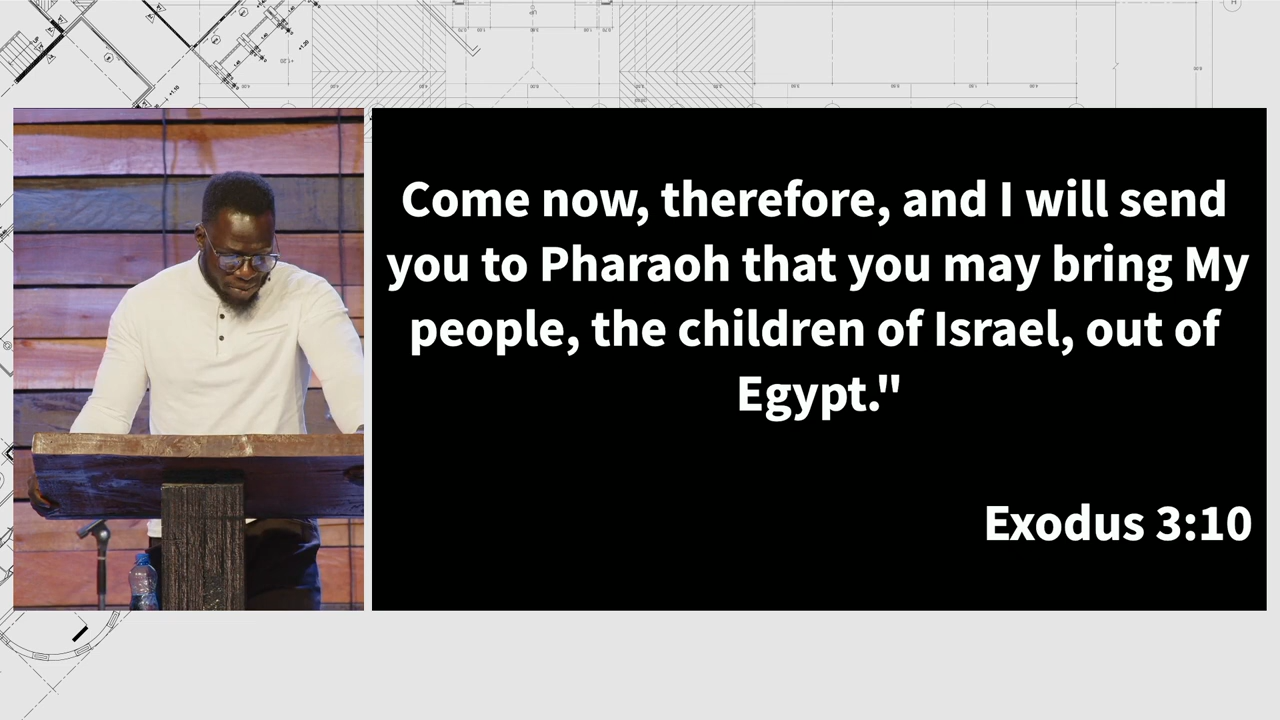 Come now, therefore, and I will send
you to Pharaoh that you may bring My
people, the children of Israel, out of
Egypt."
Exodus 3:10